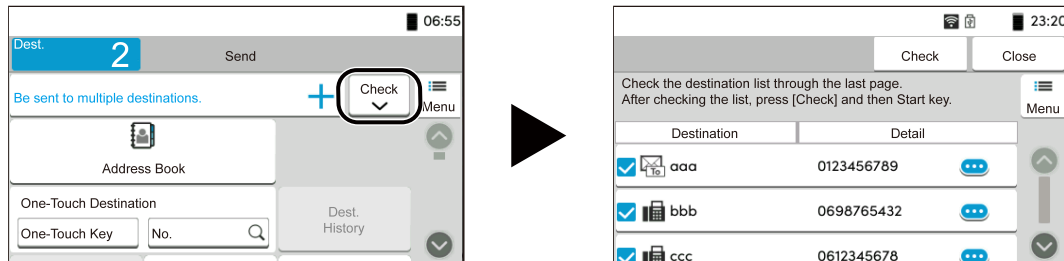 06:55
Dest.
2
Send
Be sent to multiple destinations.
Check
Menu
Address Book
One-Touch Destination
One-Touch Key
No.
Dest.
History
23:20
Check
Close
Check the destination list through the last page.
After checking the list, press [Check] and then Start key.
Menu
Destination
Detail
To
aaa
0123456789
bbb
0698765432
ccc
0612345678